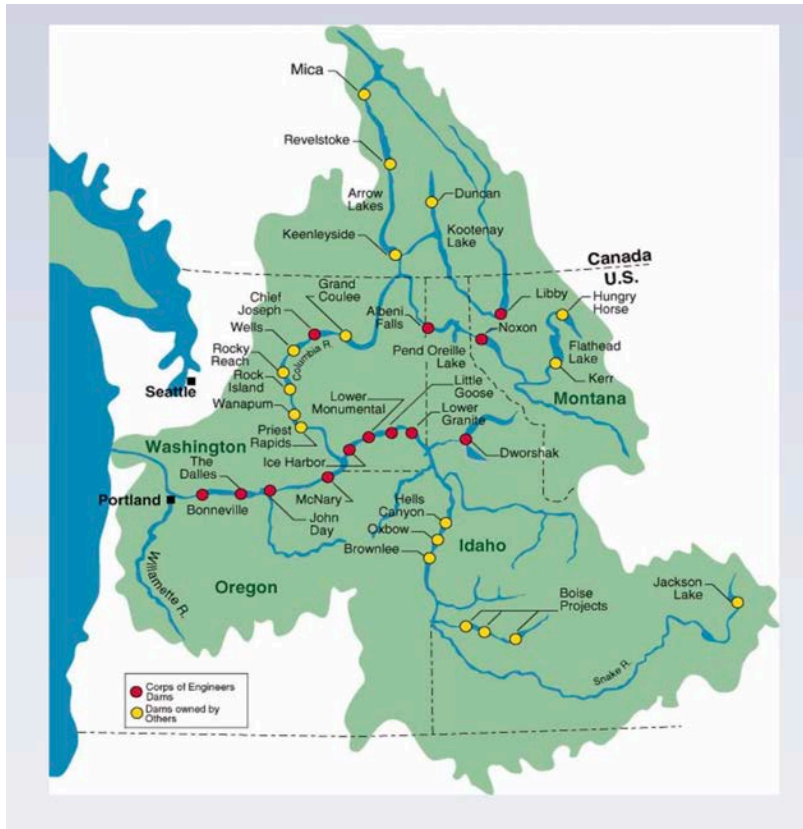 Mica
Revelstoke
Arrow
Lakes
Duncan
Kootenay
Lake
Keenleyside
Canada
U.S.
Grand
Coulee
Chief
Joseph
Albeni
Falls
Libby
Hungry
Horse
Wells
Noxon
Columbia R.
Rocky
Reach
Pend Oreille
Lake
Flathead
Lake
Rock
Island
Seattle
Kerr
Little
Goose
Lower
Monumental
Wanapum
Lower
Granite
Montana
Priest
Rapids
Washington
Ice Harbor
Dworshak
The
Dalles
Portland
Bonneville
McNary
John
Day
Hells
Canyon
Oxbow
Brownlee
Idaho
Willamette R.
Oregon
Boise
Projects
Jackson
Lake
Snake R.
Corps of Engineers
Dams
Dams owned by
Others